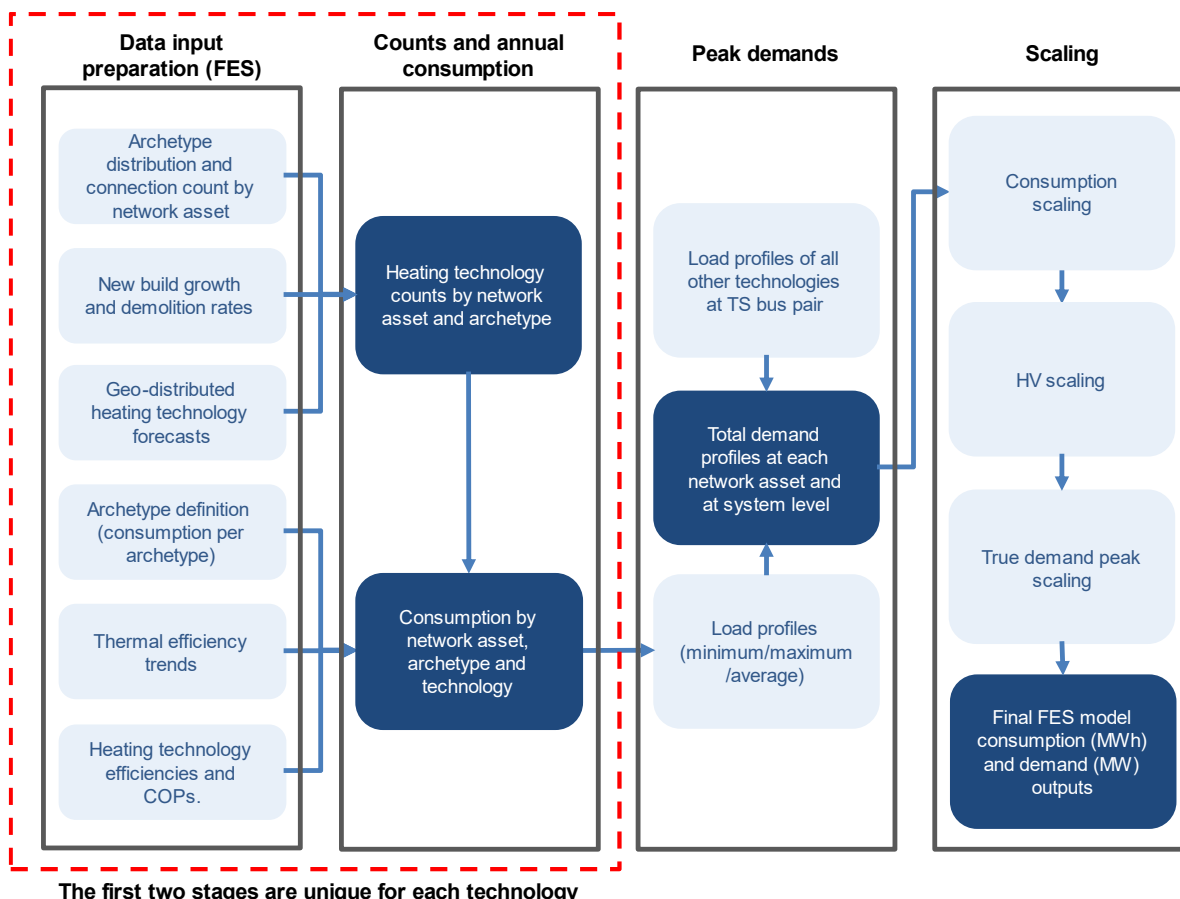 Data input
preparation (FES)
Archetype
distribution and
connection count by
network asset
New build growth
and demolition rates
Geo-distributed
heating technology
forecasts
Archetype definition
(consumption per
archetype)
Thermal efficiency
trends
Heating technology
efficiencies and
COPs.
Counts and annual
consumption
Heating technology
counts by network
asset and archetype
Consumption by
network asset,
archetype and
technology
Peak demands
Load profiles of all
other technologies
at TS bus pair
Total demand
profiles at each
network asset and
at system level
Load profiles
(minimum/maximum
/average)
Scaling
Consumption
scaling
HV scaling
True demand peak
scaling
Final FES model
consumption (MWh)
and demand (MW)
outputs
The first two stages are unique for each technology